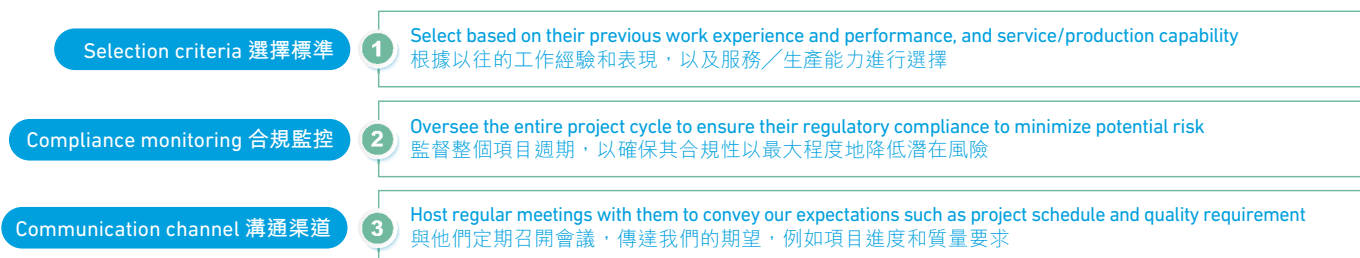 Selection criteria 選擇標準
1
Select based on their previous work experience and performance, and service/production capability
根據以往的工作經驗和表現，以及服務／生產能力進行選擇
Compliance monitoring 合規監控
2
Oversee the entire project cycle to ensure their regulatory compliance to minimize potential risk
監督整個項目週期，以確保其合規性以最大程度地降低潛在風險
Communication channel 溝通渠道
3
Host regular meetings with them to convey our expectations such as project schedule and quality requirement
與他們定期召開會議，傳達我們的期望，例如項目進度和質量要求